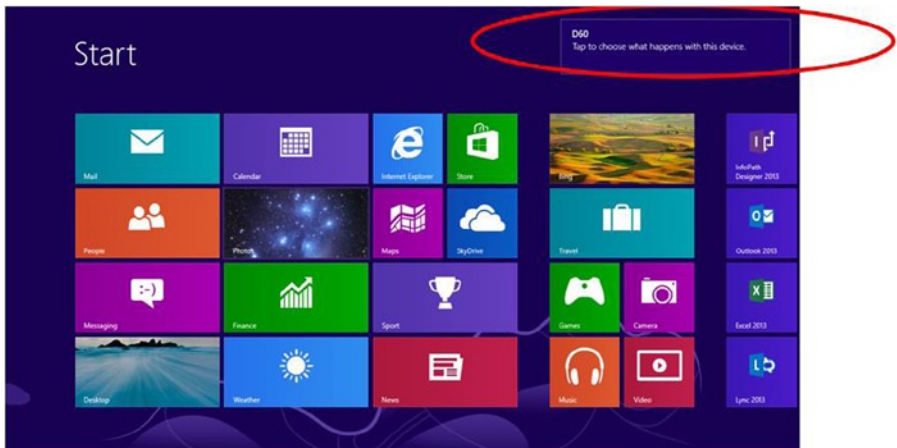 Start
D60
Tap to choose what happens with this device.
Mail
Calendar
Internet Explorer
Store
Bing
InfoPath
Designer 2013
People
Photos
Maps
SkyDrive
Travel
Outlook 2013
:-)
Messaging
Finance
Sport
Games
Camera
Excel 2013
Desktop
Weather
News
Music
Video
Lync 2013